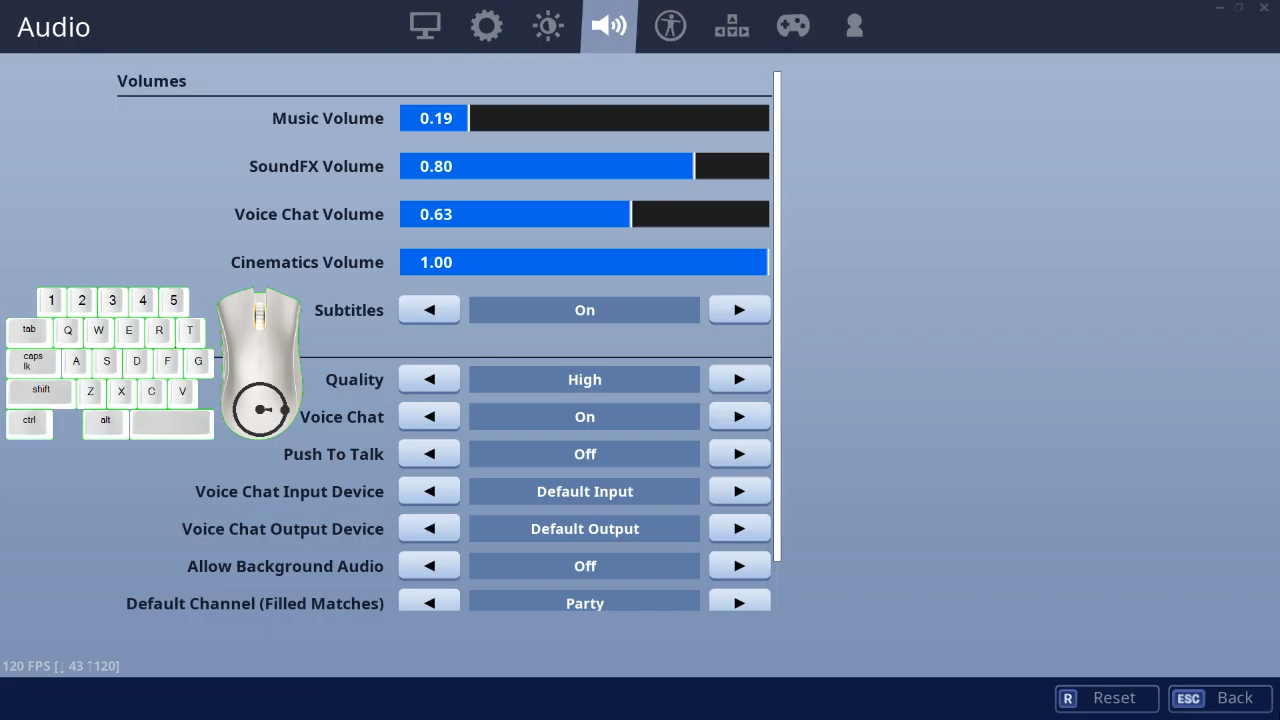 Audio
Volumes
Music Volume 0.19
SoundFX Volume 0.80
Voice Chat Volume 0.63
Cinematics Volume 1.00
Subtitles ◀ On ▶
Quality ◀ High ▶
Voice Chat ◀ On ▶
Push To Talk ◀ Off ▶
Voice Chat Input Device ◀ Default Input ▶
Voice Chat Output Device ◀ Default Output ▶
Allow Background Audio ◀ Off ▶
Default Channel (Filled Matches) ◀ Party ▶
1 2 3 4 5
tab Q W E R T
caps lk A S D F G
shift Z X C V
ctrl alt
120 FPS [↓ 43 ↑120]
R Reset ESC Back